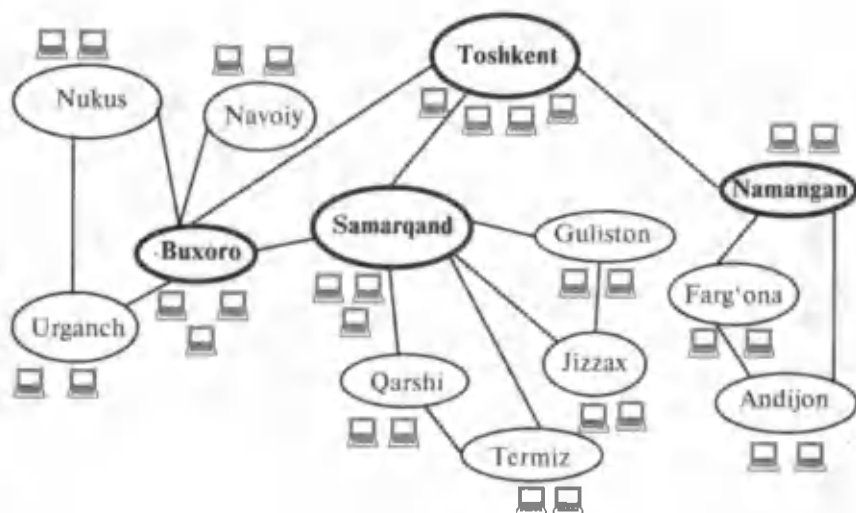 Toshkent
Nukus
Navoiy
Namangan
Samarqand
Guliston
Buxoro
Farg‘ona
Urganch
Jizzax
Qarshi
Andijon
Termiz